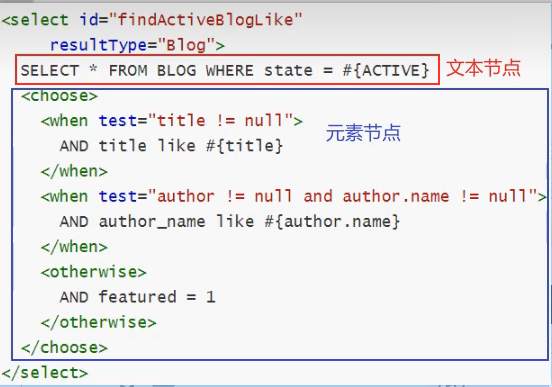 <select id="findActiveBlogLike"
resultType="Blog">
SELECT * FROM BLOG WHERE state = #{ACTIVE} 文本节点
<choose>
<when test="title != null"> 元素节点
AND title like #{title}
</when>
<when test="author != null and author.name != null">
AND author_name like #{author.name}
</when>
<otherwise>
AND featured = 1
</otherwise>
</choose>
</select>